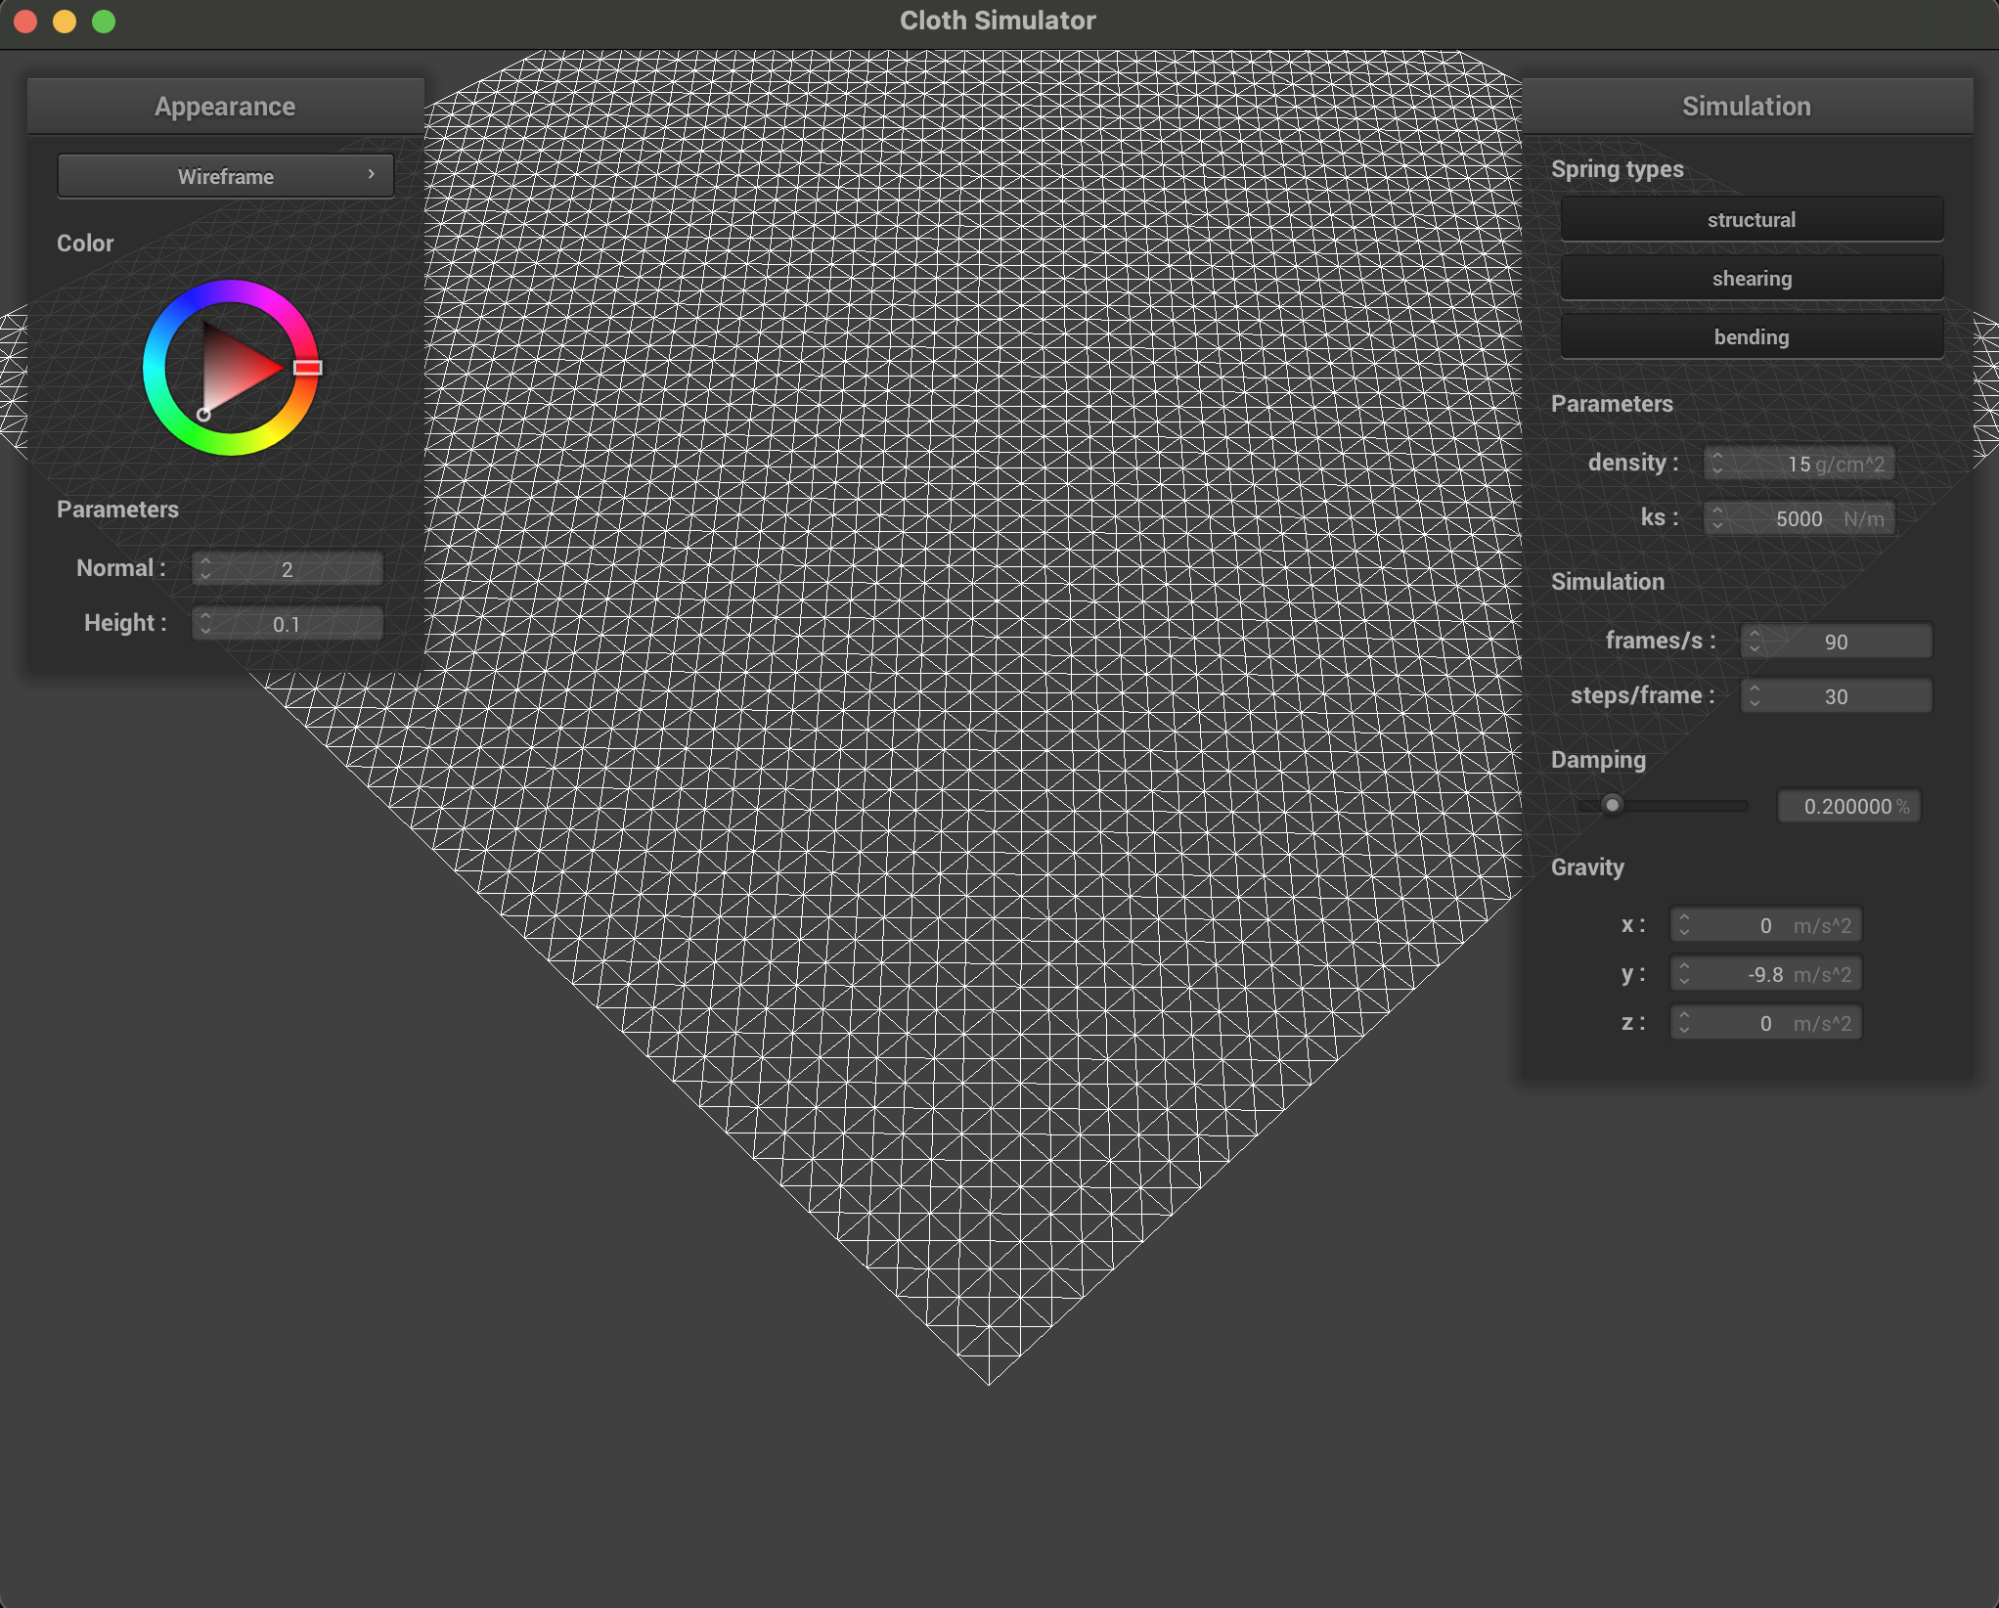 Cloth Simulator
Appearance
Wireframe
Color
Parameters
Normal : 2
Height : 0.1
Simulation
Spring types
structural
shearing
bending
Parameters
density : 15 g/cm^2
ks : 5000 N/m
Simulation
frames/s : 90
steps/frame : 30
Damping
0.200000 %
Gravity
x : 0 m/s^2
y : -9.8 m/s^2
z : 0 m/s^2